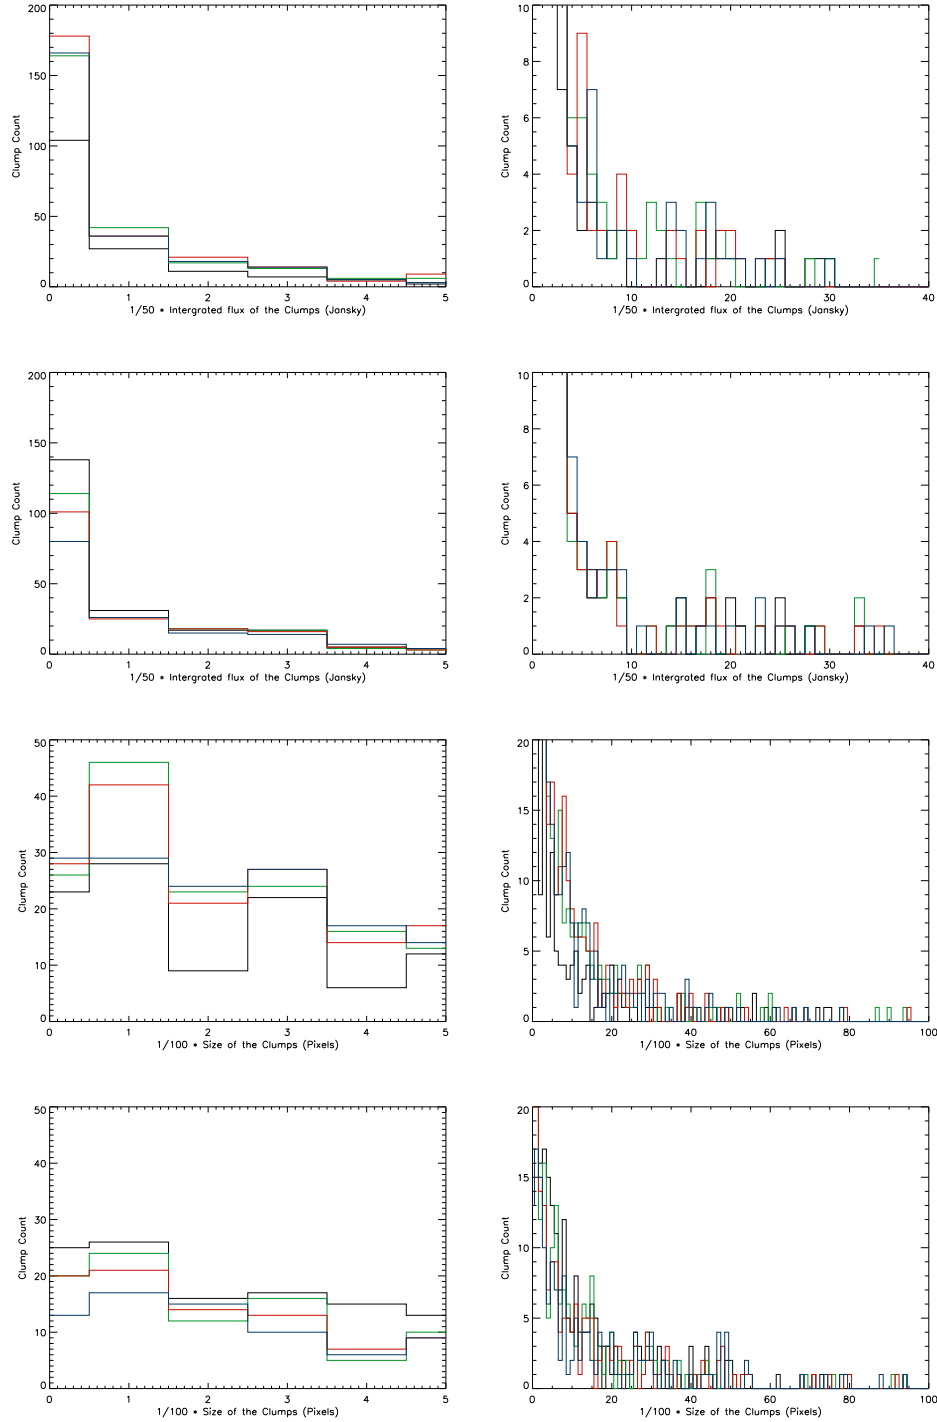 200
150
100
50
0
Clump Count
0 1 2 3 4 5
1/50 * Intergrated flux of the Clumps (Jansky)
10
8
6
4
2
0
Clump Count
0 10 20 30 40
1/50 * Intergrated flux of the Clumps (Jansky)
200
150
100
50
0
Clump Count
0 1 2 3 4 5
1/50 * Intergrated flux of the Clumps (Jansky)
10
8
6
4
2
0
Clump Count
0 10 20 30 40
1/50 * Intergrated flux of the Clumps (Jansky)
50
40
30
20
10
0
Clump Count
0 1 2 3 4 5
1/100 * Size of the Clumps (Pixels)
20
15
10
5
0
Clump Count
0 20 40 60 80 100
1/100 * Size of the Clumps (Pixels)
50
40
30
20
10
0
Clump Count
0 1 2 3 4 5
1/100 * Size of the Clumps (Pixels)
20
15
10
5
0
Clump Count
0 20 40 60 80 100
1/100 * Size of the Clumps (Pixels)